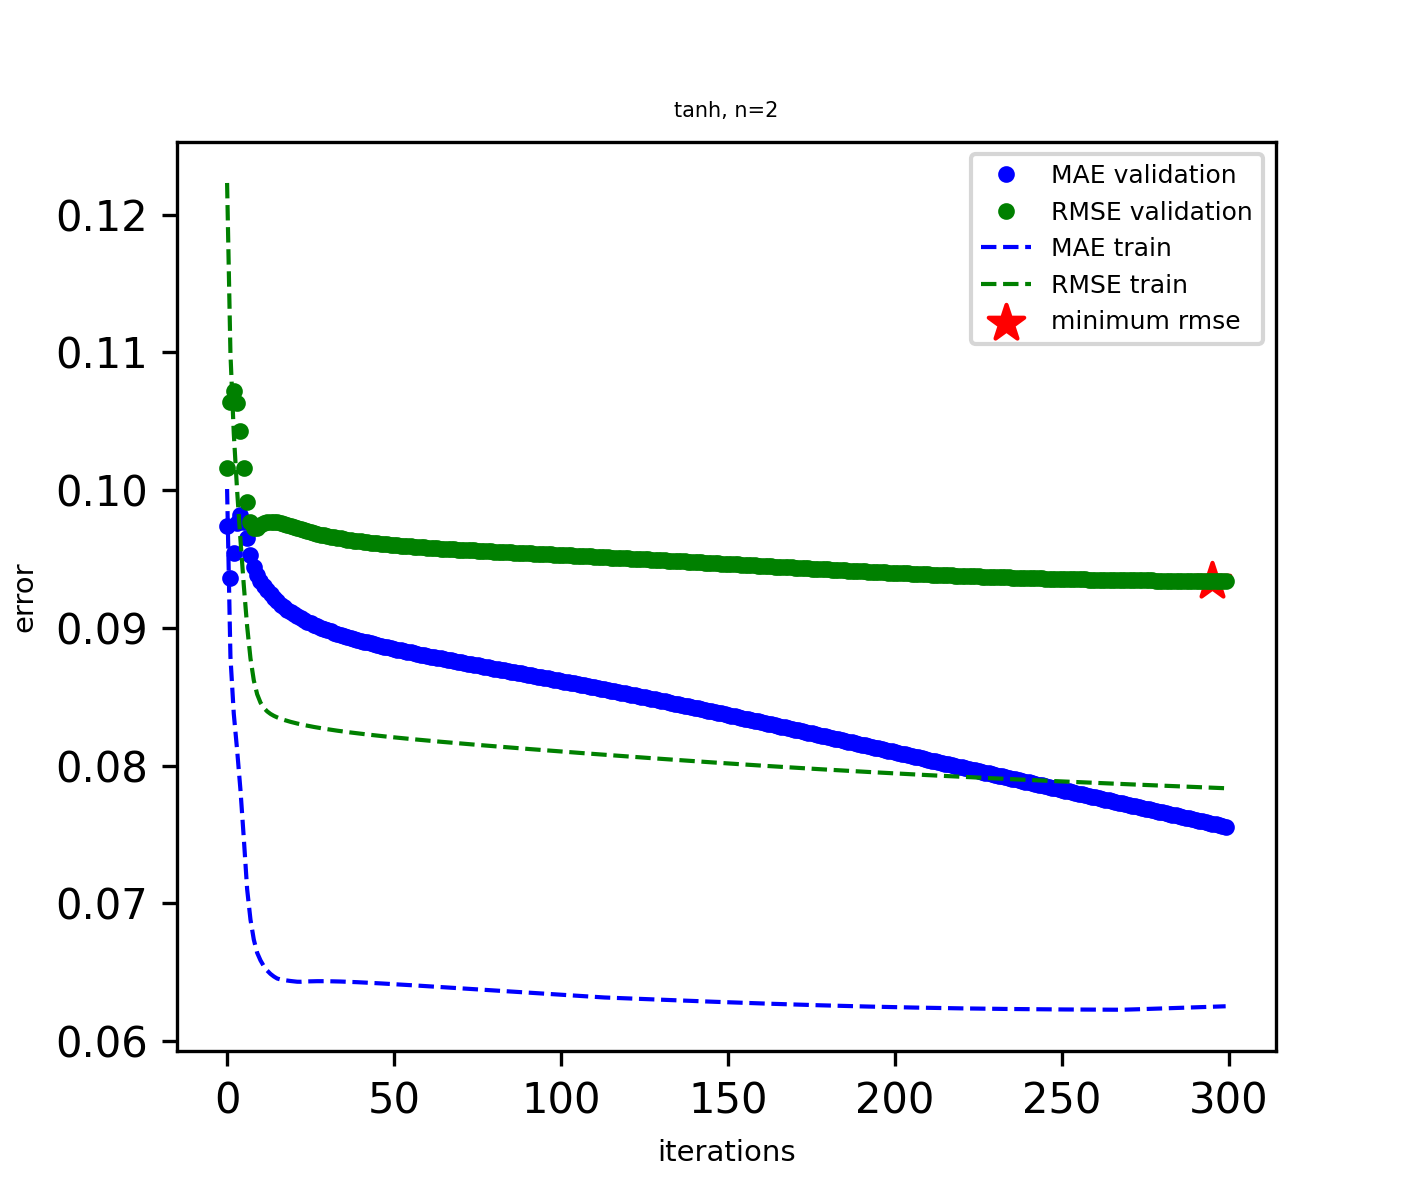 tanh, n=2
MAE validation
RMSE validation
MAE train
RMSE train
minimum rmse
0.12
0.11
0.10
0.09
0.08
0.07
0.06
error
0 50 100 150 200 250 300
iterations